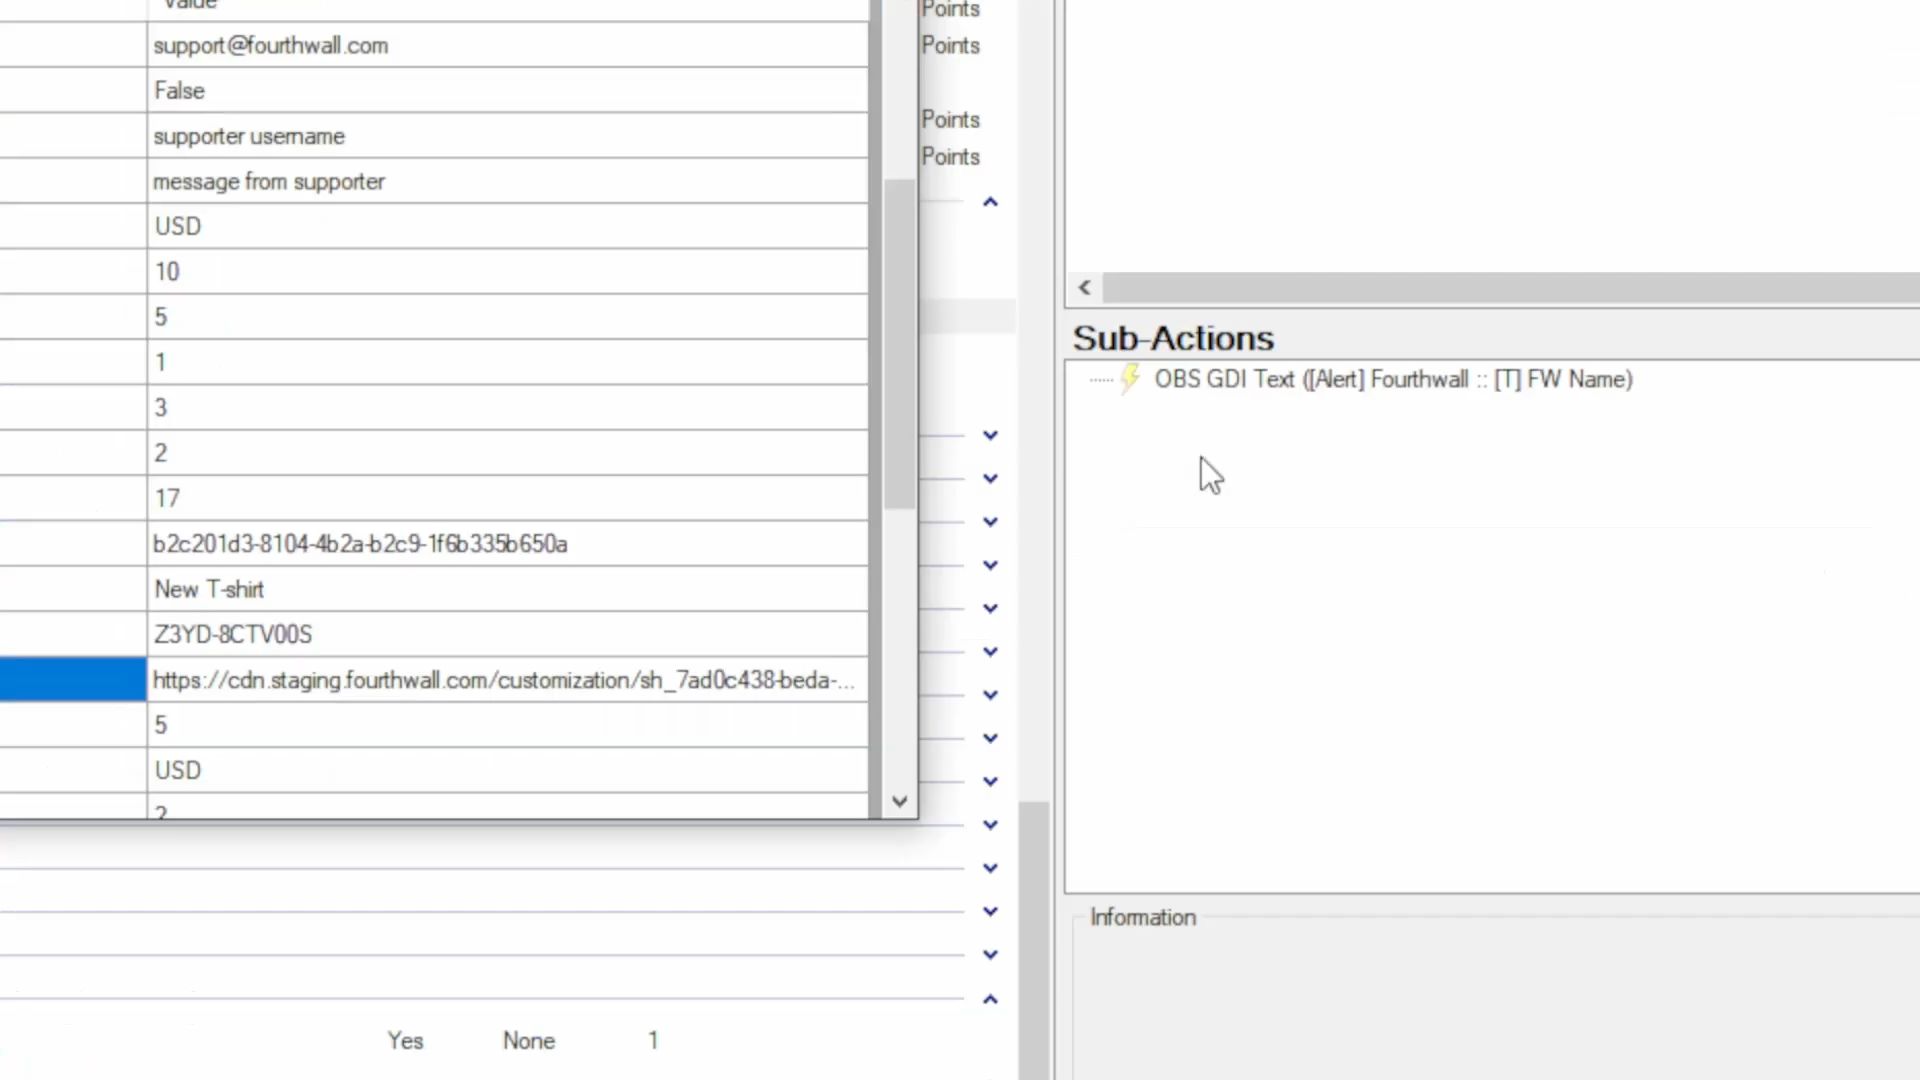 Value
support@fourthwall.com
False
supporter username
message from supporter
USD
10
5
1
3
2
17
b2c201d3-8104-4b2a-b2c9-1f6b335b650a
New T-shirt
Z3YD-8CTV00S
https://cdn.staging.fourthwall.com/customization/sh_7ad0c438-beda-...
5
USD
2
Points
Points
Points
Points
Yes None 1
Sub-Actions
OBS GDI Text ([Alert] Fourthwall :: [T] FW Name)
Information